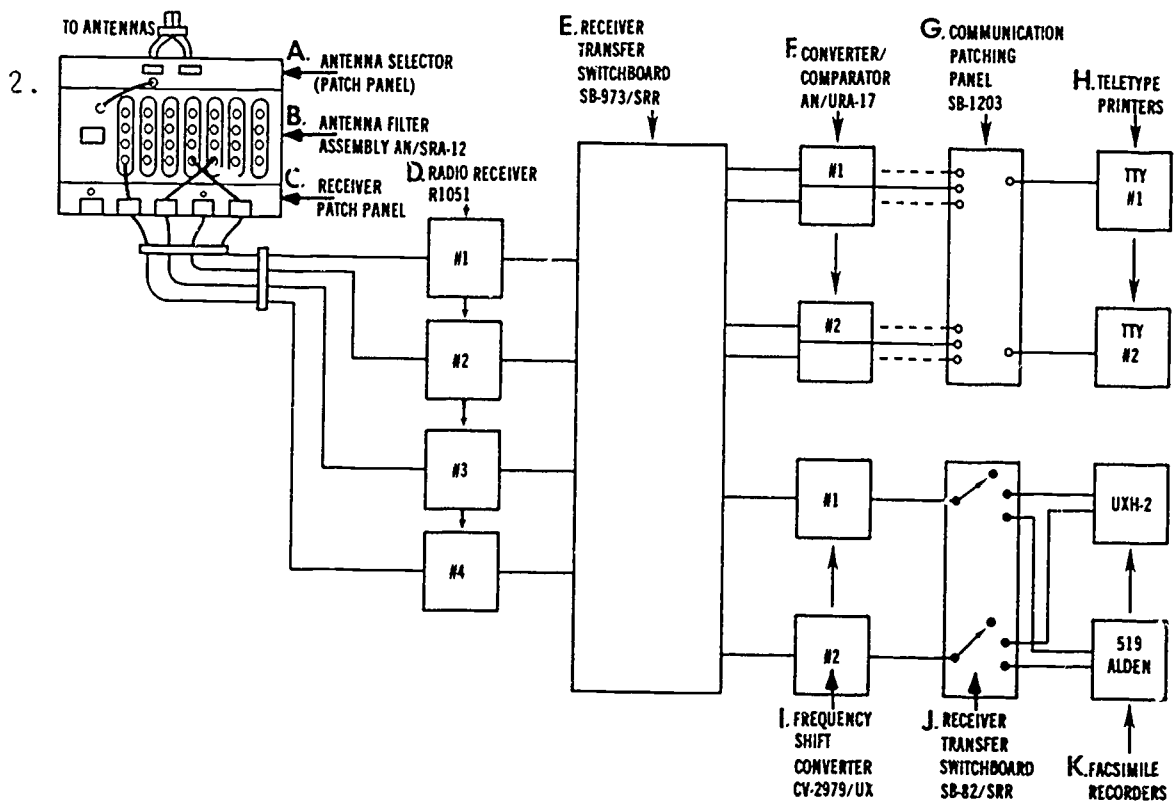 2.
TO ANTENNAS
A. ANTENNA SELECTOR
(PATCH PANEL)
B. ANTENNA FILTER
ASSEMBLY AN/SRA-12
C. RECEIVER
PATCH PANEL
D. RADIO RECEIVER
R1051
#1
#2
#3
#4
E. RECEIVER
TRANSFER
SWITCHBOARD
SB-973/SRR
F. CONVERTER/
COMPARATOR
AN/URA-17
#1
#2
G. COMMUNICATION
PATCHING
PANEL
SB-1203
H. TELETYPE
PRINTERS
TTY
#1
TTY
#2
#1
#2
I. FREQUENCY
SHIFT
CONVERTER
CV-2979/UX
J. RECEIVER
TRANSFER
SWITCHBOARD
SB-82/SRR
UXH-2
519
ALDEN
K. FACSIMILE
RECORDERS